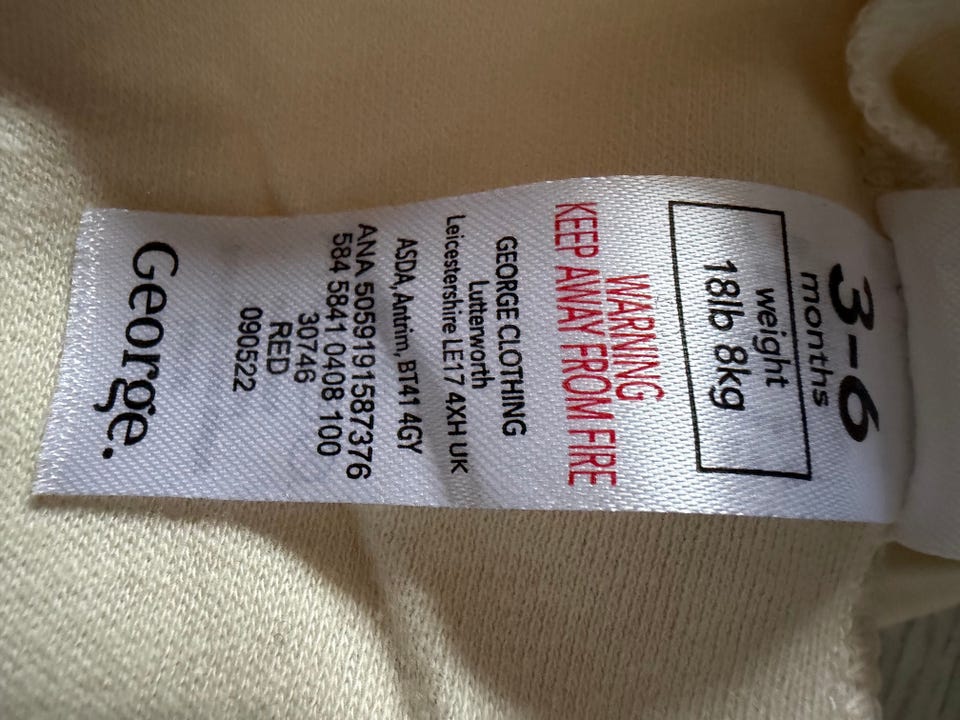 3-6
months
weight
18lb 8kg
WARNING
KEEP AWAY FROM FIRE
GEORGE CLOTHING
Lutterworth
Leicestershire LE17 4XH UK
ASDA, Antrim, BT41 4GY
ANA 5059191587376
584 5841 0408 100
30746
RED
090522
George.